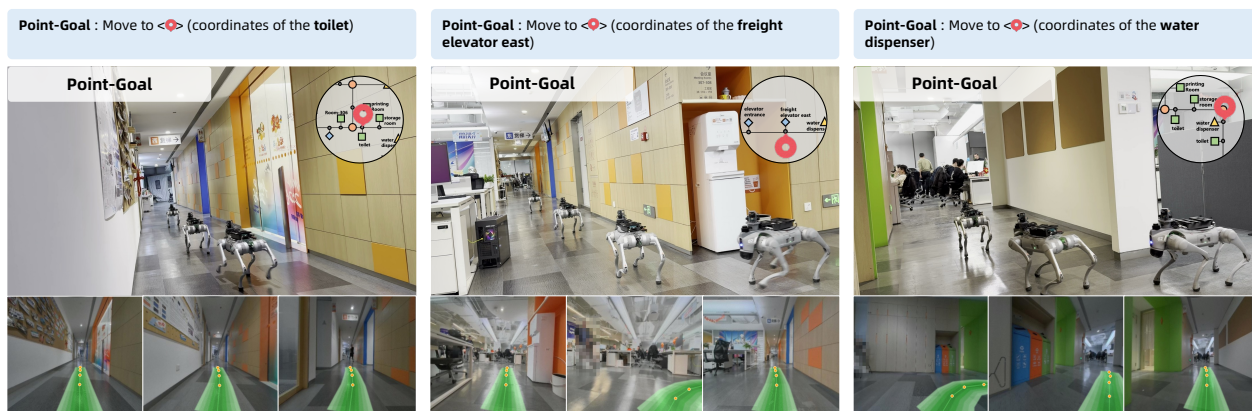 Point-Goal : Move to < > (coordinates of the toilet)
Point-Goal : Move to < > (coordinates of the freight
elevator east)
Point-Goal : Move to < > (coordinates of the water
dispenser)
Point-Goal
printing
Room
storage
room
toilet
water
Point-Goal
elevator
entrance
freight
elevator east
water
Point-Goal
printing
Room
storage
room
toilet
water
dispenser
toilet